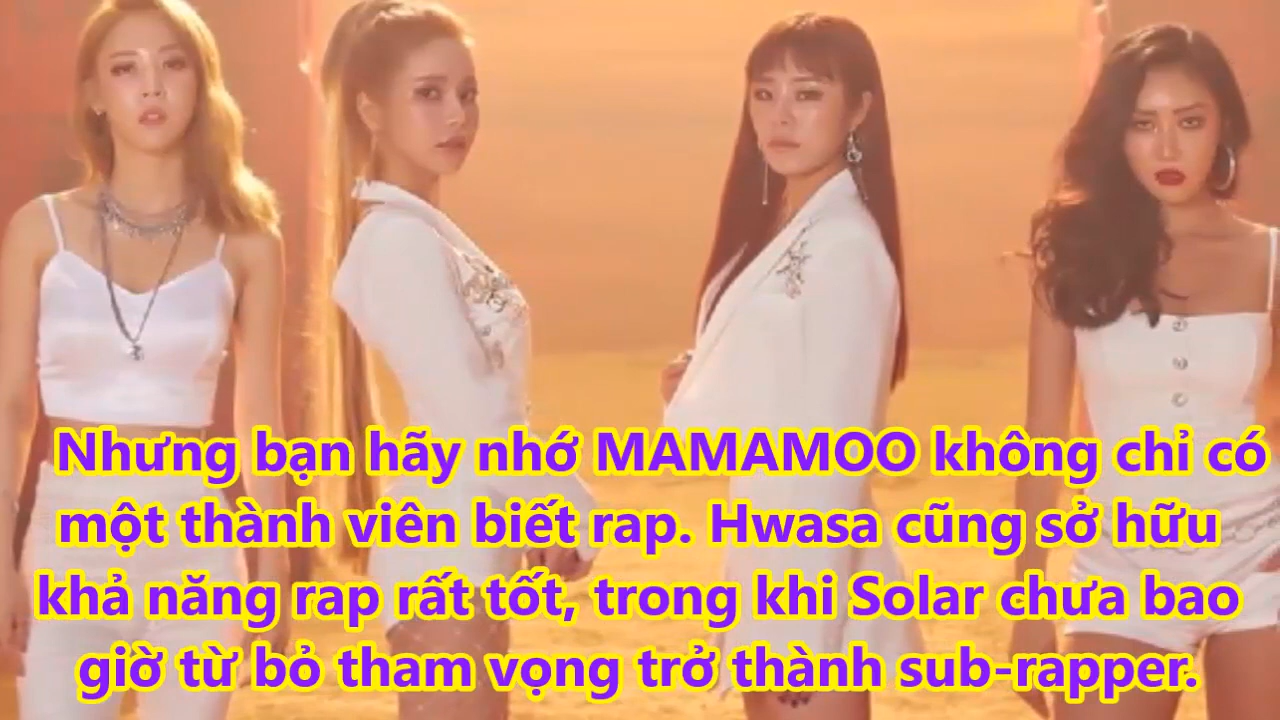 Nhưng bạn hãy nhớ MAMAMOO không chỉ có
một thành viên biết rap. Hwasa cũng sở hữu
khả năng rap rất tốt, trong khi Solar chưa bao
giờ từ bỏ tham vọng trở thành sub-rapper.